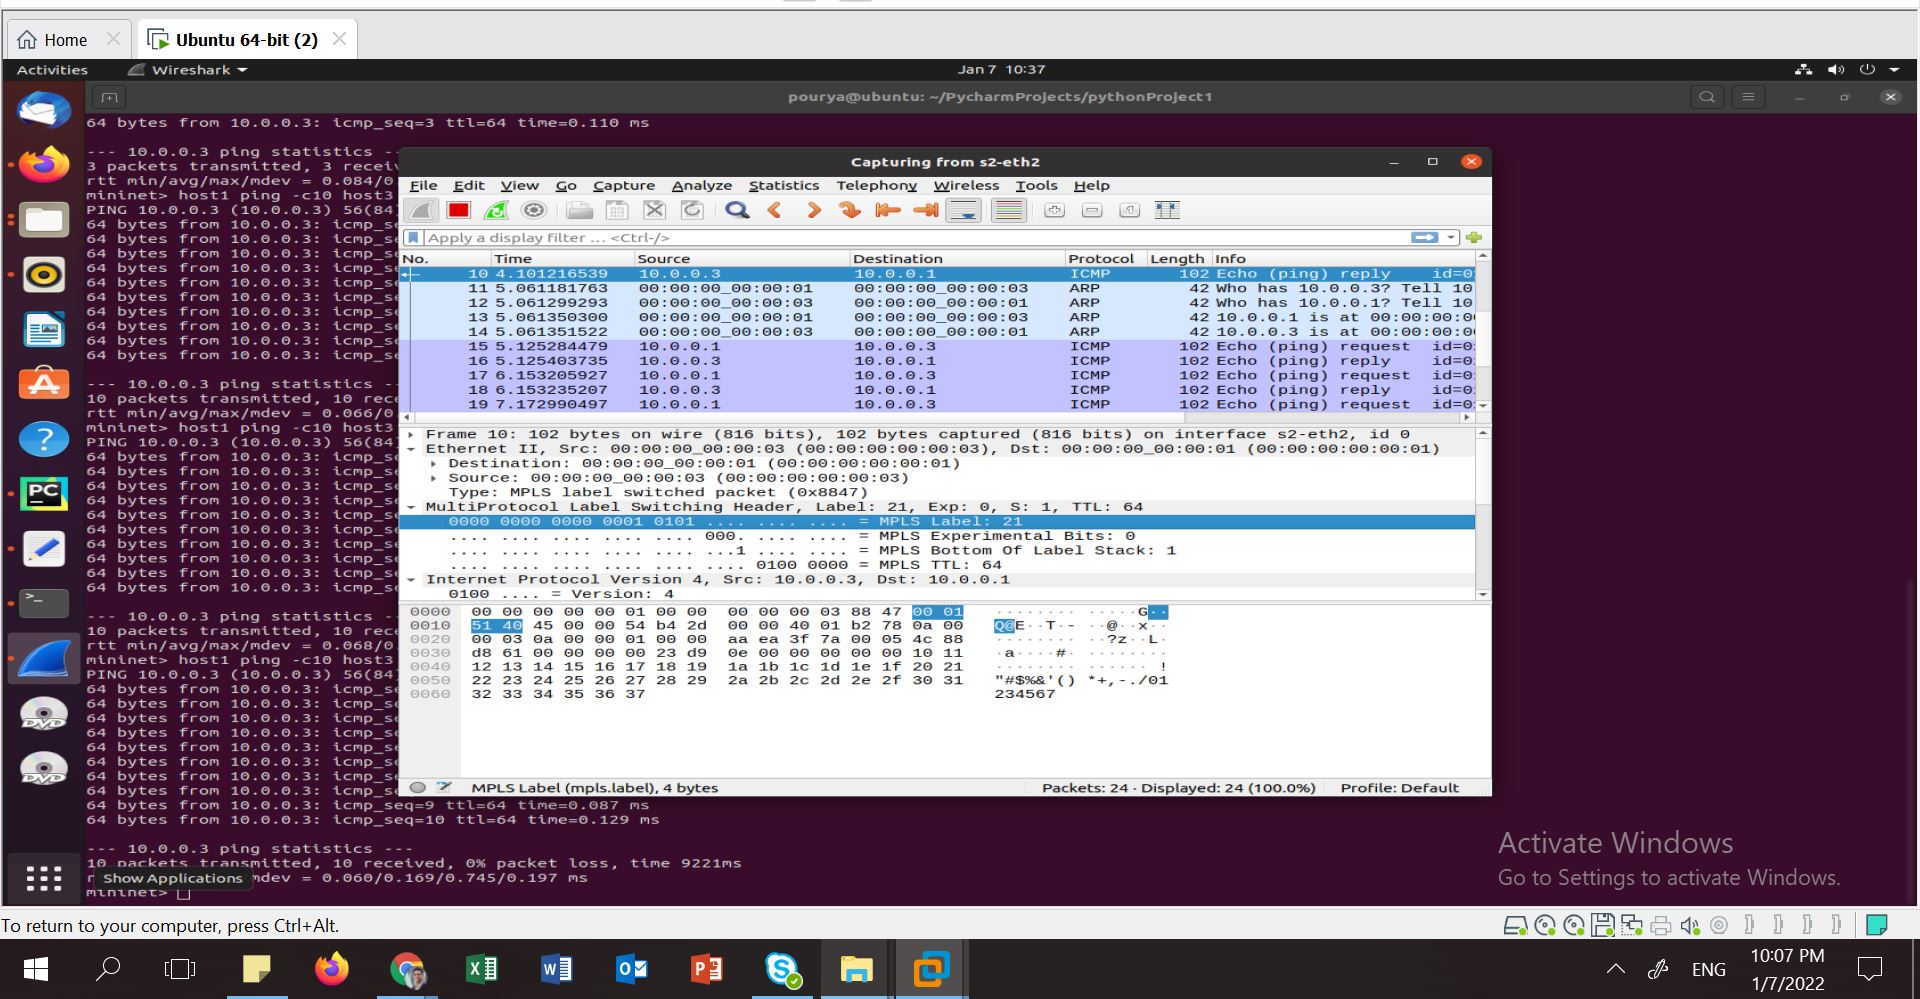 Home
Ubuntu 64-bit (2)
Activities
Wireshark
Jan 7 10:37
pourya@ubuntu: ~/PycharmProjects/pythonProject1
64 bytes from 10.0.0.3: icmp_seq=3 ttl=64 time=0.110 ms
--- 10.0.0.3 ping statistics --
3 packets transmitted, 3 recei
rtt min/avg/max/mdev = 0.084/0
mininet> host1 ping -c10 host3
PING 10.0.0.3 (10.0.0.3) 56(84
64 bytes from 10.0.0.3: icmp_s
64 bytes from 10.0.0.3: icmp_s
64 bytes from 10.0.0.3: icmp_s
64 bytes from 10.0.0.3: icmp_s
64 bytes from 10.0.0.3: icmp_s
64 bytes from 10.0.0.3: icmp_s
64 bytes from 10.0.0.3: icmp_s
64 bytes from 10.0.0.3: icmp_s
64 bytes from 10.0.0.3: icmp_s
64 bytes from 10.0.0.3: icmp_s
--- 10.0.0.3 ping statistics --
10 packets transmitted, 10 rece
rtt min/avg/max/mdev = 0.066/0.
mininet> host1 ping -c10 host3
PING 10.0.0.3 (10.0.0.3) 56(84
64 bytes from 10.0.0.3: icmp_s
64 bytes from 10.0.0.3: icmp_s
64 bytes from 10.0.0.3: icmp_s
64 bytes from 10.0.0.3: icmp_s
64 bytes from 10.0.0.3: icmp_s
64 bytes from 10.0.0.3: icmp_s
64 bytes from 10.0.0.3: icmp_s
64 bytes from 10.0.0.3: icmp_s
64 bytes from 10.0.0.3: icmp_s
64 bytes from 10.0.0.3: icmp_s
--- 10.0.0.3 ping statistics --
10 packets transmitted, 10 rece
rtt min/avg/max/mdev = 0.068/0.
mininet> host1 ping -c10 host3
PING 10.0.0.3 (10.0.0.3) 56(84
64 bytes from 10.0.0.3: icmp_s
64 bytes from 10.0.0.3: icmp_s
64 bytes from 10.0.0.3: icmp_s
64 bytes from 10.0.0.3: icmp_s
64 bytes from 10.0.0.3: icmp_s
64 bytes from 10.0.0.3: icmp_s
64 bytes from 10.0.0.3: icmp_s
64 bytes from 10.0.0.3: icmp_s
64 bytes from 10.0.0.3: icmp_seq=9 ttl=64 time=0.087 ms
64 bytes from 10.0.0.3: icmp_seq=10 ttl=64 time=0.129 ms
--- 10.0.0.3 ping statistics ---
10 packets transmitted, 10 received, 0% packet loss, time 9221ms
r Show Applications mdev = 0.060/0.169/0.745/0.197 ms
mininet>
Capturing from s2-eth2
File Edit View Go Capture Analyze Statistics Telephony Wireless Tools Help
Apply a display filter ... <Ctrl-/>
No. Time Source Destination Protocol Length Info
10 4.101216539 10.0.0.3 10.0.0.1 ICMP 102 Echo (ping) reply id=0
11 5.061181763 00:00:00_00:00:01 00:00:00_00:00:03 ARP 42 Who has 10.0.0.3? Tell 10
12 5.061299293 00:00:00_00:00:03 00:00:00_00:00:01 ARP 42 Who has 10.0.0.1? Tell 10
13 5.061350300 00:00:00_00:00:01 00:00:00_00:00:03 ARP 42 10.0.0.1 is at 00:00:00:0
14 5.061351522 00:00:00_00:00:03 00:00:00_00:00:01 ARP 42 10.0.0.3 is at 00:00:00:0
15 5.125284479 10.0.0.1 10.0.0.3 ICMP 102 Echo (ping) request id=0
16 5.125403735 10.0.0.3 10.0.0.1 ICMP 102 Echo (ping) reply id=0
17 6.153205927 10.0.0.1 10.0.0.3 ICMP 102 Echo (ping) request id=0
18 6.153235207 10.0.0.3 10.0.0.1 ICMP 102 Echo (ping) reply id=0
19 7.172990497 10.0.0.1 10.0.0.3 ICMP 102 Echo (ping) request id=0
Frame 10: 102 bytes on wire (816 bits), 102 bytes captured (816 bits) on interface s2-eth2, id 0
Ethernet II, Src: 00:00:00_00:00:03 (00:00:00:00:00:03), Dst: 00:00:00_00:00:01 (00:00:00:00:00:01)
Destination: 00:00:00_00:00:01 (00:00:00:00:00:01)
Source: 00:00:00_00:00:03 (00:00:00:00:00:03)
Type: MPLS label switched packet (0x8847)
MultiProtocol Label Switching Header, Label: 21, Exp: 0, S: 1, TTL: 64
0000 0000 0000 0001 0101 .... .... .... = MPLS Label: 21
.... .... .... .... .... 000. .... .... = MPLS Experimental Bits: 0
.... .... .... .... .... ...1 .... .... = MPLS Bottom Of Label Stack: 1
.... .... .... .... .... .... 0100 0000 = MPLS TTL: 64
Internet Protocol Version 4, Src: 10.0.0.3, Dst: 10.0.0.1
0100 .... = Version: 4
0000 00 00 00 00 00 01 00 00 00 00 00 03 88 47 00 01 ········ ·····G··
0010 51 40 45 00 00 54 b4 2d 00 00 40 01 b2 78 0a 00 Q@E··T·- ··@··x··
0020 00 03 0a 00 00 01 00 00 aa ea 3f 7a 00 05 4c 88 ········ ··?z··L·
0030 d8 61 00 00 00 00 23 d9 0e 00 00 00 00 00 10 11 ·a····#· ········
0040 12 13 14 15 16 17 18 19 1a 1b 1c 1d 1e 1f 20 21 ········ ······ !
0050 22 23 24 25 26 27 28 29 2a 2b 2c 2d 2e 2f 30 31 "#$%&'() *+,-./01
0060 32 33 34 35 36 37 234567
MPLS Label (mpls.label), 4 bytes
Packets: 24 · Displayed: 24 (100.0%)
Profile: Default
Activate Windows
Go to Settings to activate Windows.
To return to your computer, press Ctrl+Alt.
ENG
10:07 PM
1/7/2022